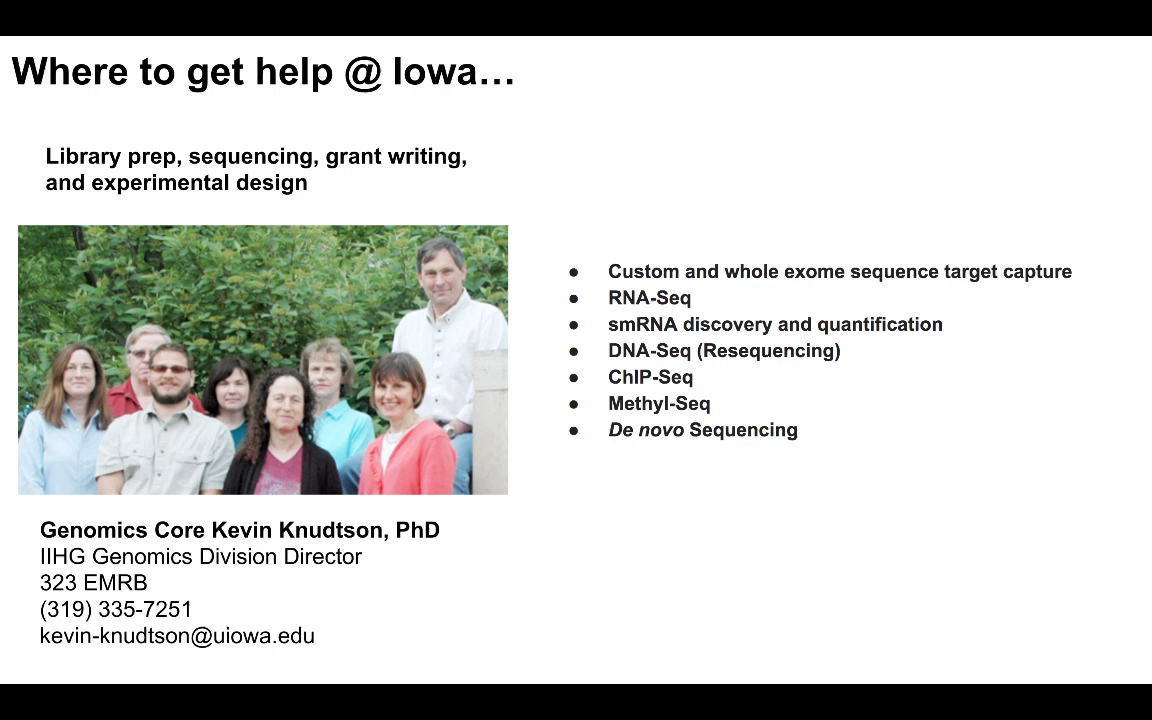 Where to get help @ Iowa…
Library prep, sequencing, grant writing,
and experimental design
● Custom and whole exome sequence target capture
● RNA-Seq
● smRNA discovery and quantification
● DNA-Seq (Resequencing)
● ChIP-Seq
● Methyl-Seq
● De novo Sequencing
Genomics Core Kevin Knudtson, PhD
IIHG Genomics Division Director
323 EMRB
(319) 335-7251
kevin-knudtson@uiowa.edu